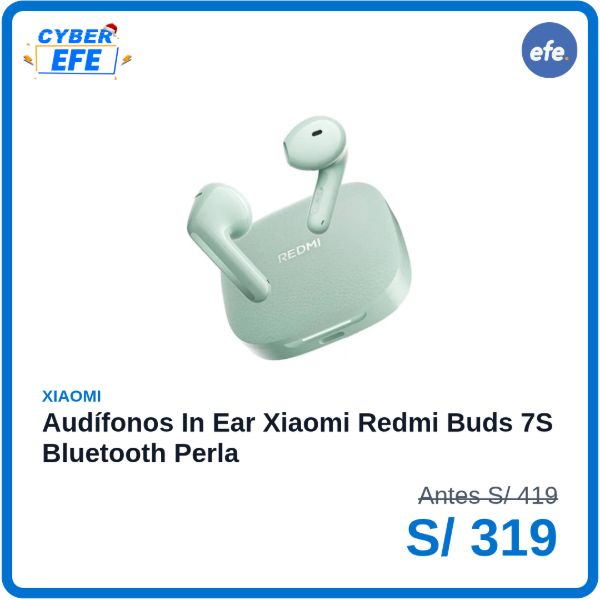 CYBER
EFE
efe.
REDMI
XIAOMI
Audífonos In Ear Xiaomi Redmi Buds 7S
Bluetooth Perla
Antes S/ 419
S/ 319